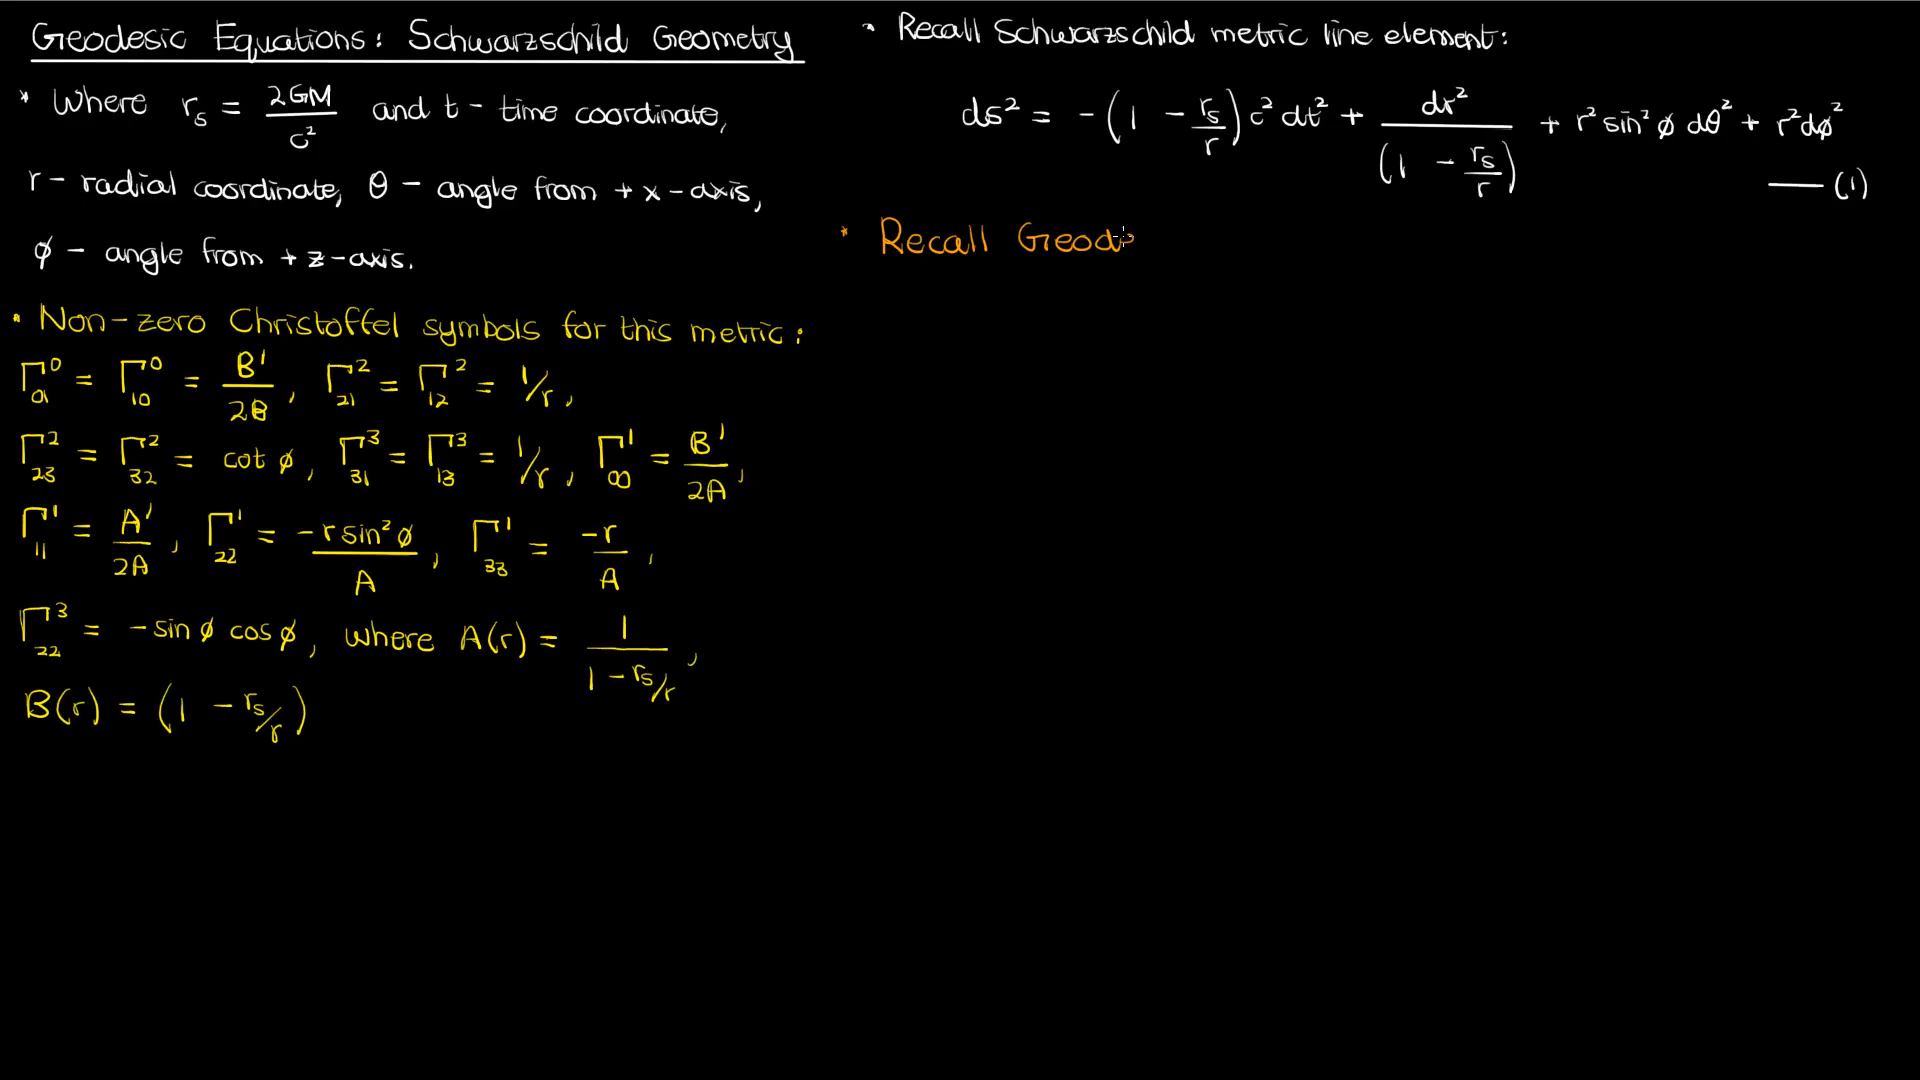 Geodesic Equations: Schwarzschild Geometry
* Where r_s = 2GM/c² and t - time coordinate,
r - radial coordinate, θ - angle from + x-axis,
φ - angle from + z-axis.
* Non-zero Christoffel symbols for this metric:
Γ⁰₀₁ = Γ⁰₁₀ = B'/2B, Γ²₂₁ = Γ²₁₂ = 1/r,
Γ²₂₃ = Γ²₃₂ = cot φ, Γ³₃₁ = Γ³₁₃ = 1/r, Γ¹₀₀ = B'/2A,
Γ¹₁₁ = A'/2A, Γ¹₂₂ = -r sin² φ/A, Γ¹₃₃ = -r/A,
Γ³₂₂ = - sin φ cos φ, where A(r) = 1/(1 - r_s/r),
B(r) = (1 - r_s/r)
* Recall Schwarzschild metric line element:
ds² = - (1 - r_s/r) c² dt² + dr²/(1 - r_s/r) + r² sin² φ dθ² + r² dφ²
—— (1)
* Recall Geode